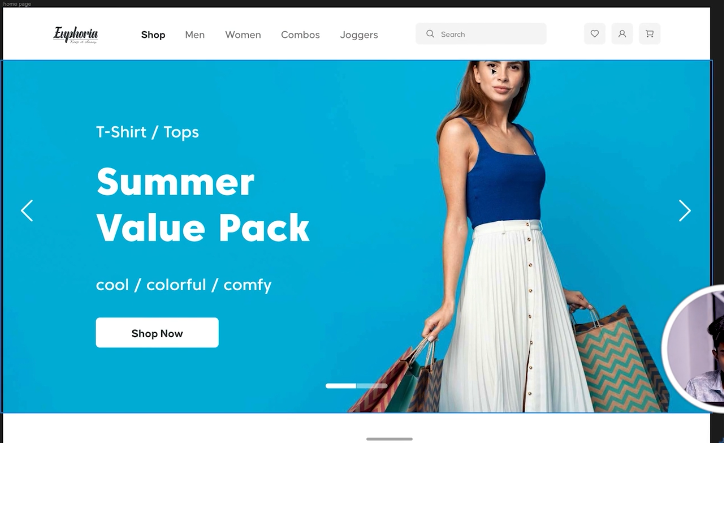 home page
Euphoria
Shop Men Women Combos Joggers Search
T-Shirt / Tops
Summer
Value Pack
cool / colorful / comfy
Shop Now